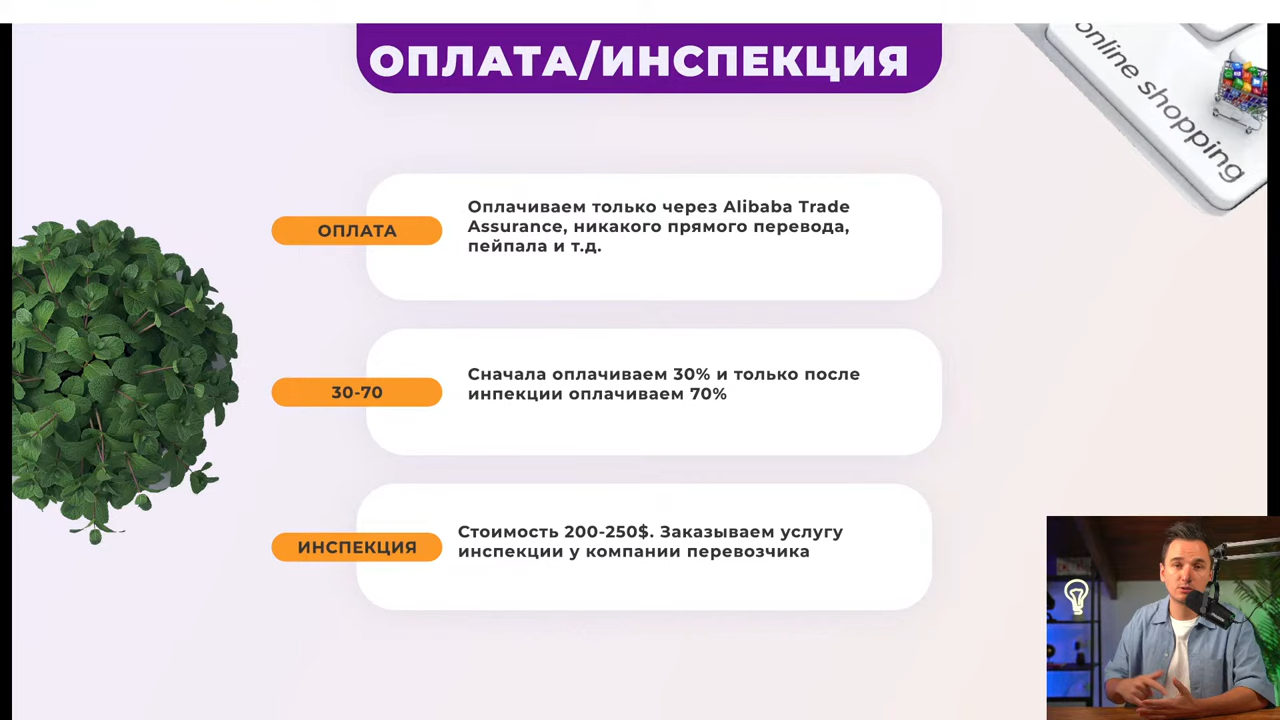 ОПЛАТА/ИНСПЕКЦИЯ
online shopping
ОПЛАТА
Оплачиваем только через Alibaba Trade
Assurance, никакого прямого перевода,
пейпала и т.д.
30-70
Сначала оплачиваем 30% и только после
инпекции оплачиваем 70%
ИНСПЕКЦИЯ
Стоимость 200-250$. Заказываем услугу
инспекции у компании перевозчика